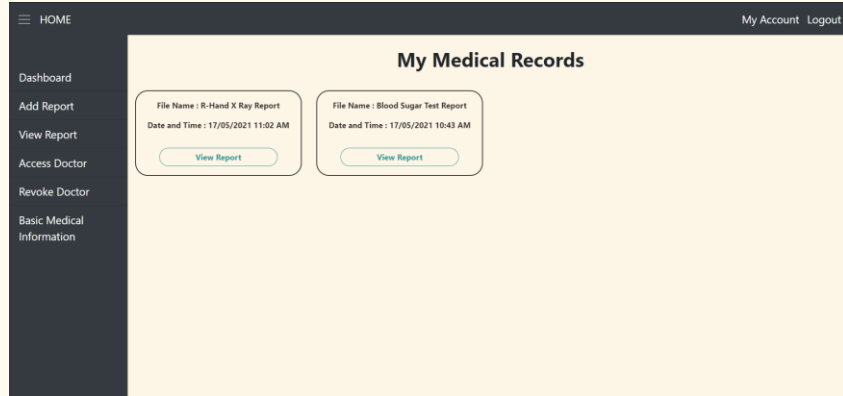 HOME
My Account Logout
Dashboard
Add Report
View Report
Access Doctor
Revoke Doctor
Basic Medical
Information
My Medical Records
File Name : R-Hand X Ray Report
Date and Time : 17/05/2021 11:02 AM
View Report
File Name : Blood Sugar Test Report
Date and Time : 17/05/2021 10:43 AM
View Report